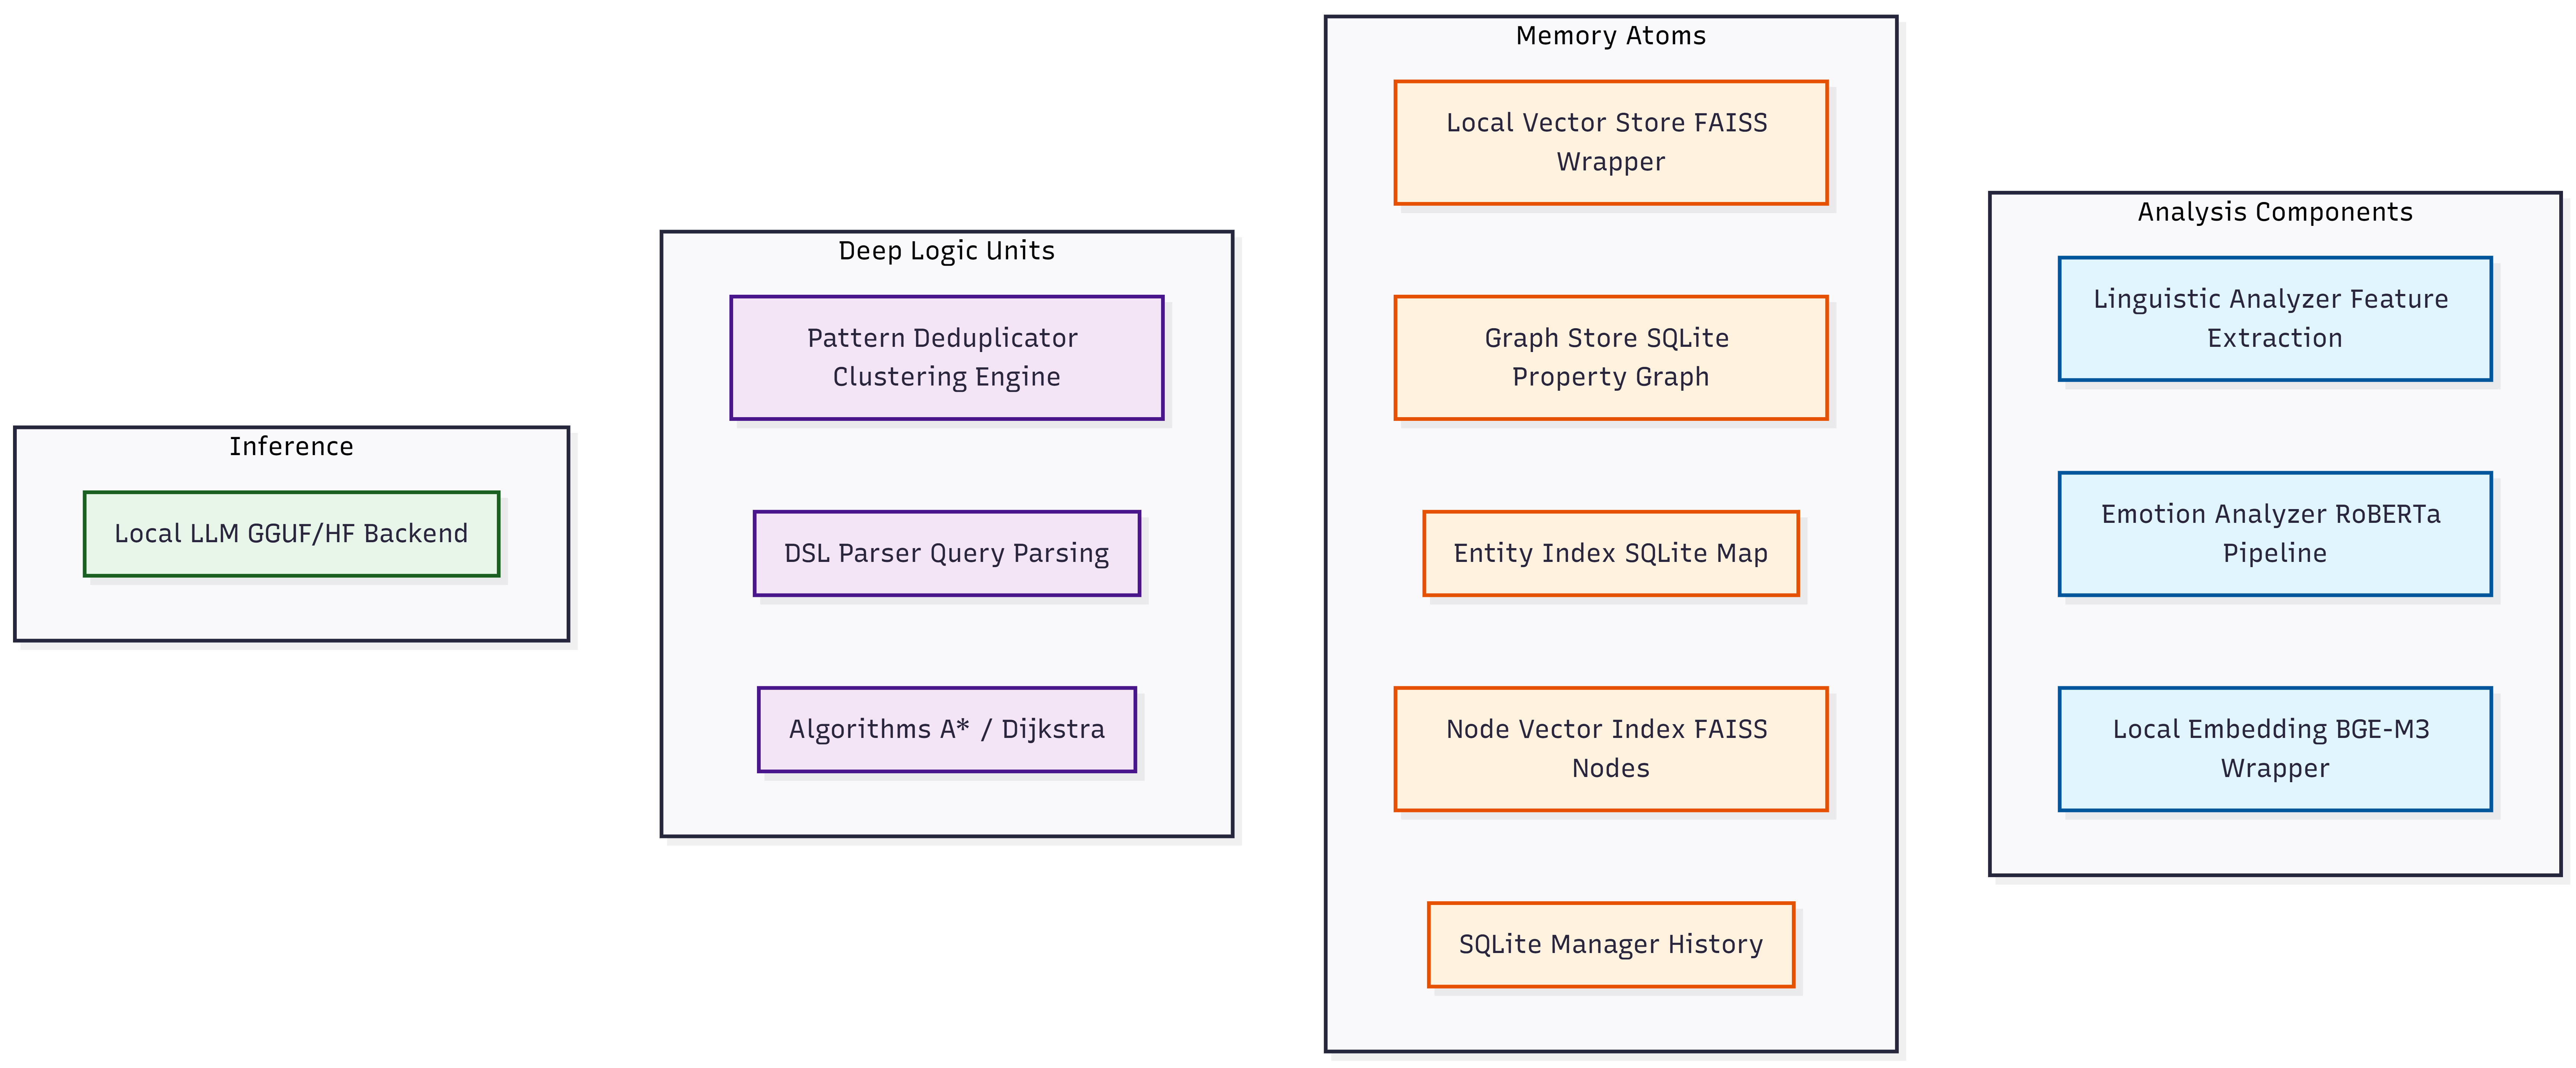 Inference
Local LLM GGUF/HF Backend
Deep Logic Units
Pattern Deduplicator
Clustering Engine
DSL Parser Query Parsing
Algorithms A* / Dijkstra
Memory Atoms
Local Vector Store FAISS
Wrapper
Graph Store SQLite
Property Graph
Entity Index SQLite Map
Node Vector Index FAISS
Nodes
SQLite Manager History
Analysis Components
Linguistic Analyzer Feature
Extraction
Emotion Analyzer RoBERTa
Pipeline
Local Embedding BGE-M3
Wrapper